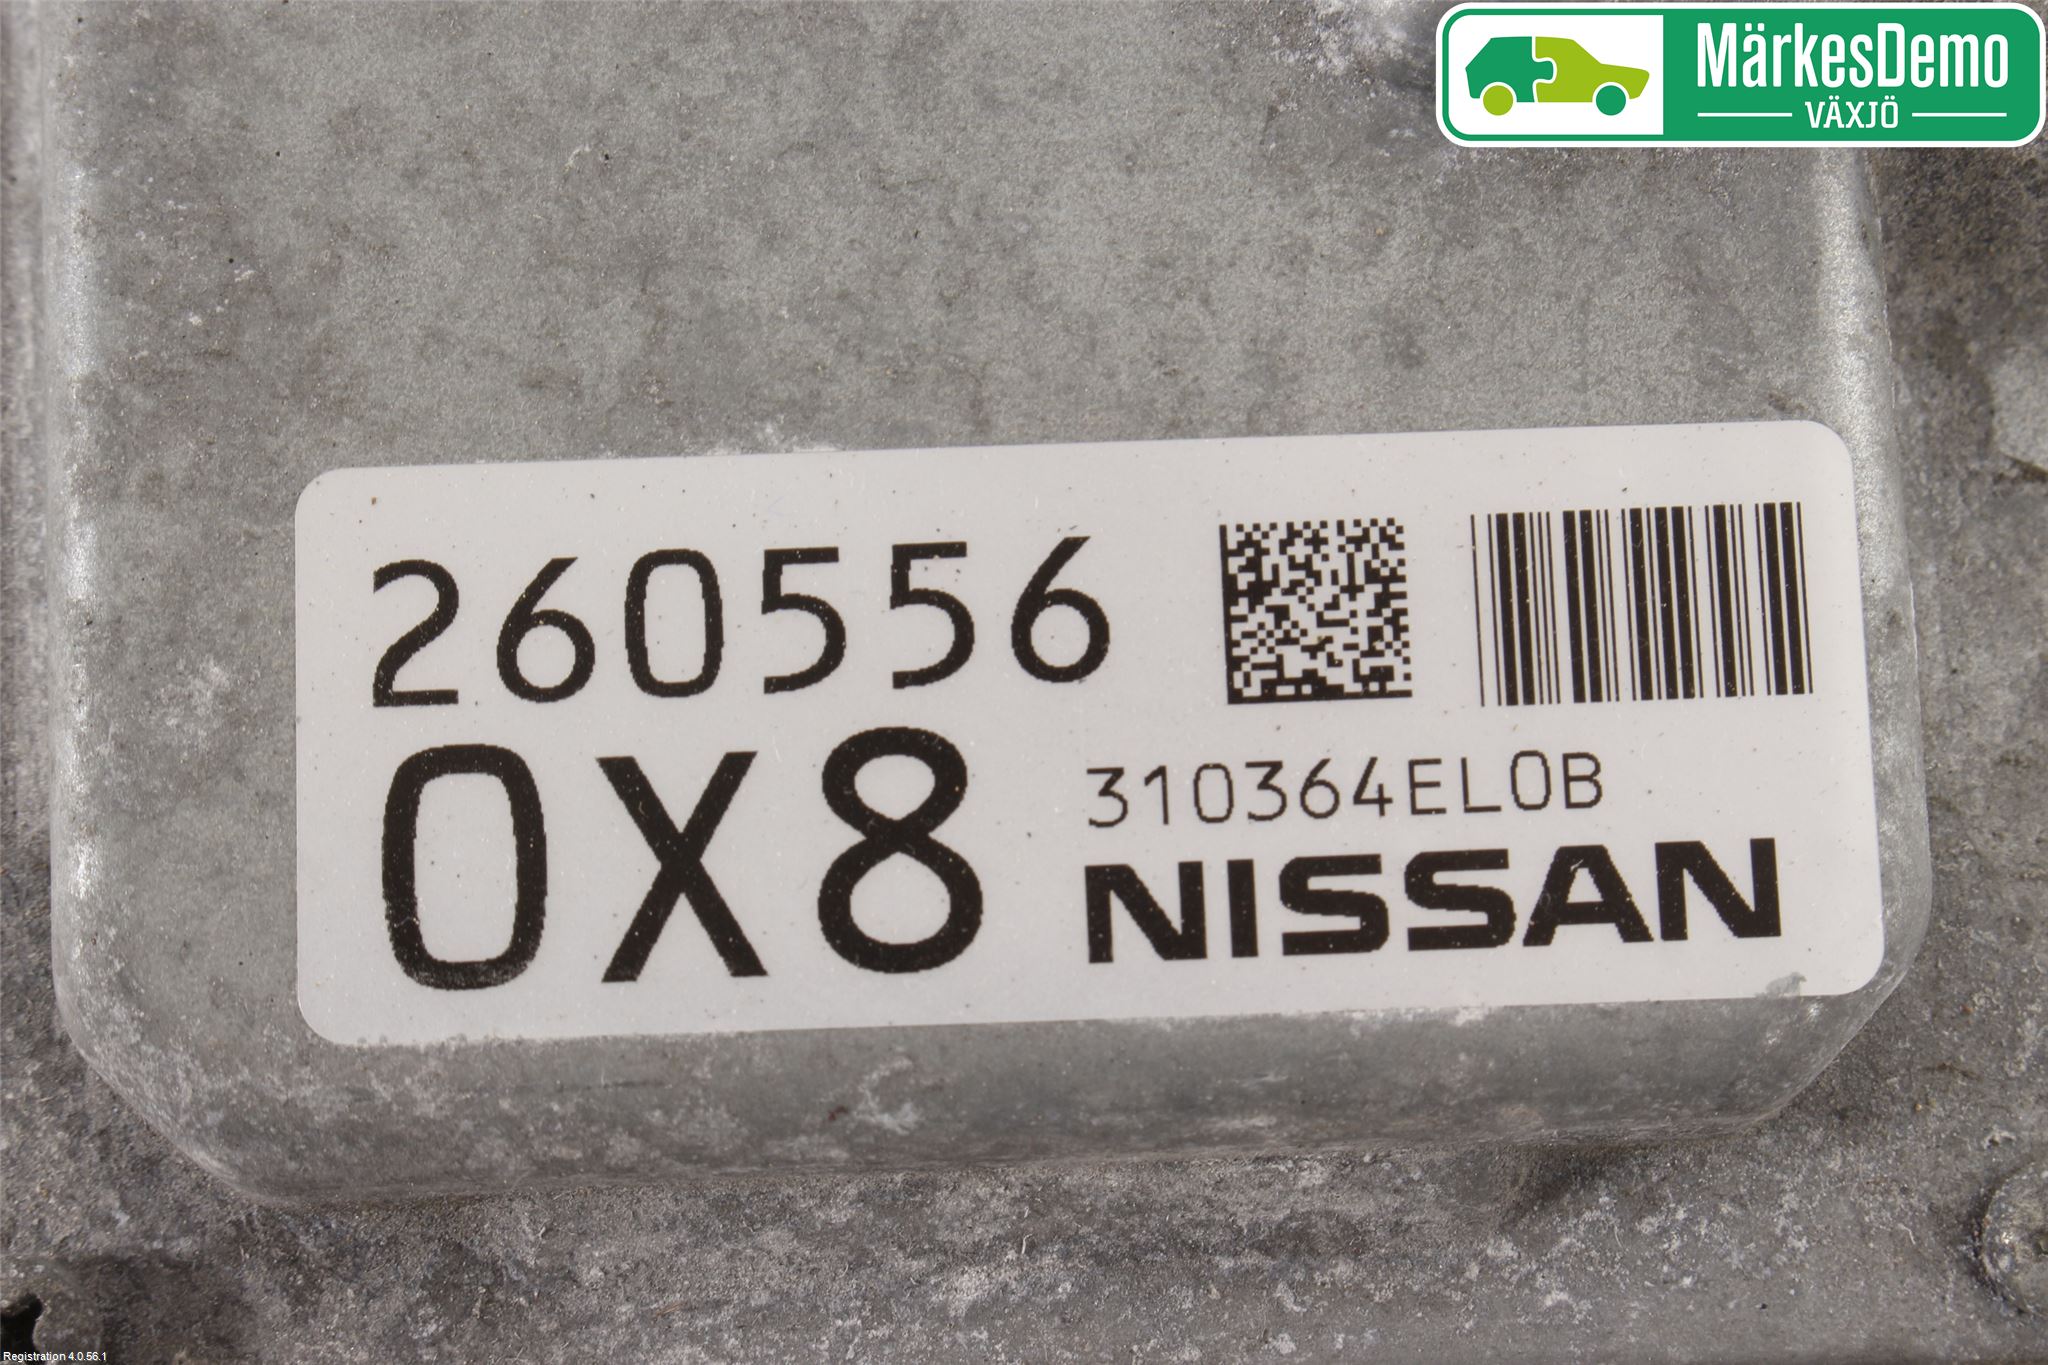 MärkesDemo
VÄXJÖ
260556
0X8
310364EL0B
NISSAN
Registration 4.0.56.1